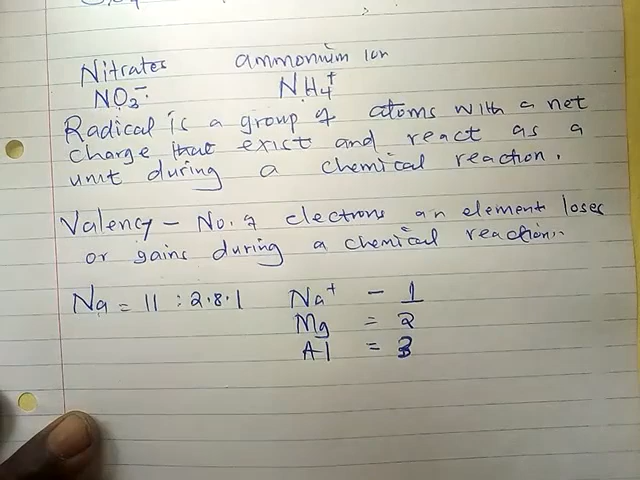 Nitrates ammonium ion
NO3⁻ NH4⁺
Radical is a group of atoms with a net
charge that exist and react as a
unit during a chemical reaction.
Valency - No. of electrons an element loses
or gains during a chemical reaction.
Na = 11 : 2.8.1 Na⁺ - 1
Mg = 2
Al = 3